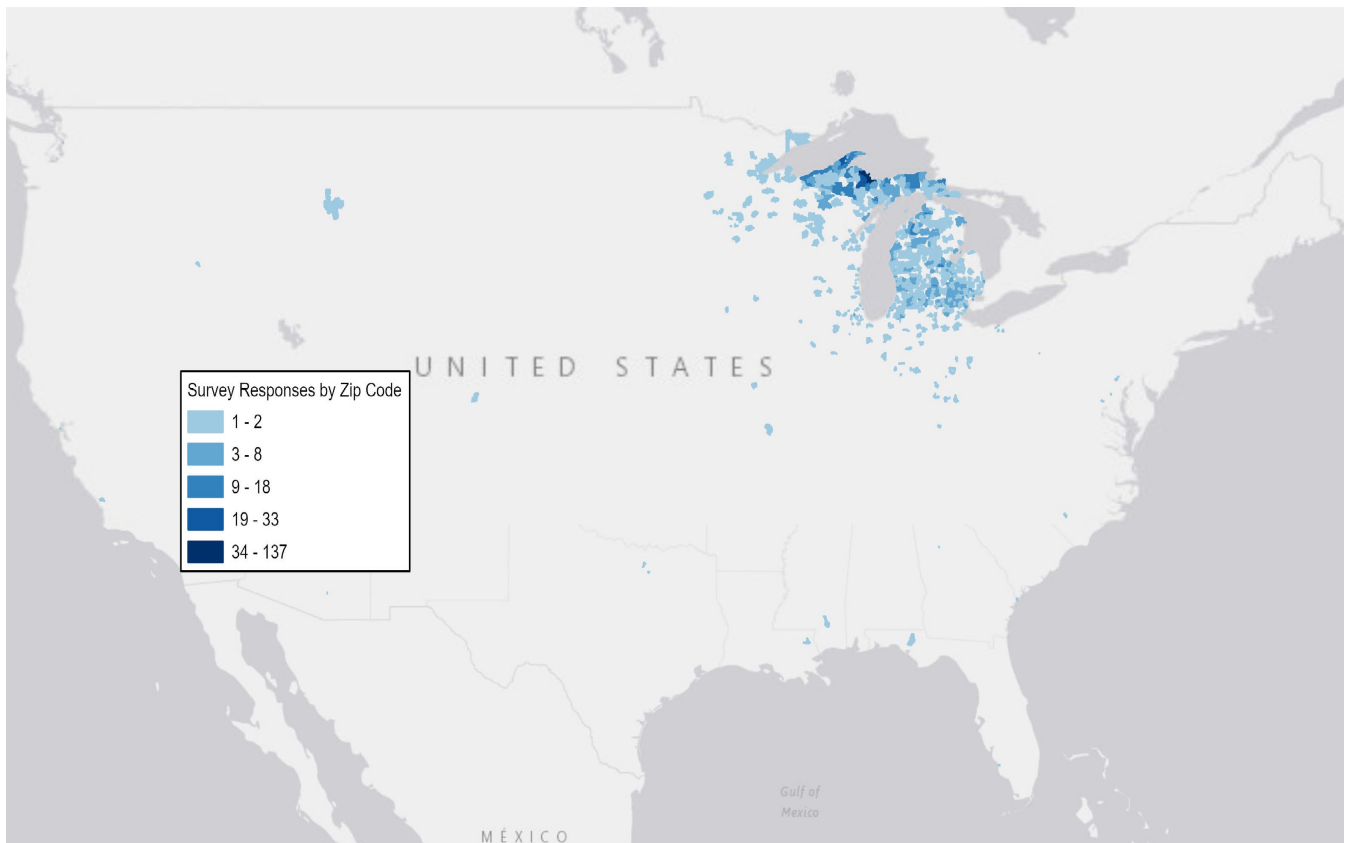 UNITED STATES
Survey Responses by Zip Code
1 - 2
3 - 8
9 - 18
19 - 33
34 - 137
Gulf of
Mexico
MÉXICO